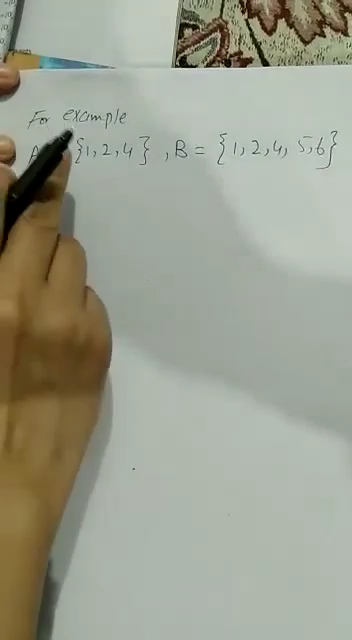 For example
A {1, 2, 4} , B = {1, 2, 4, 5, 6}